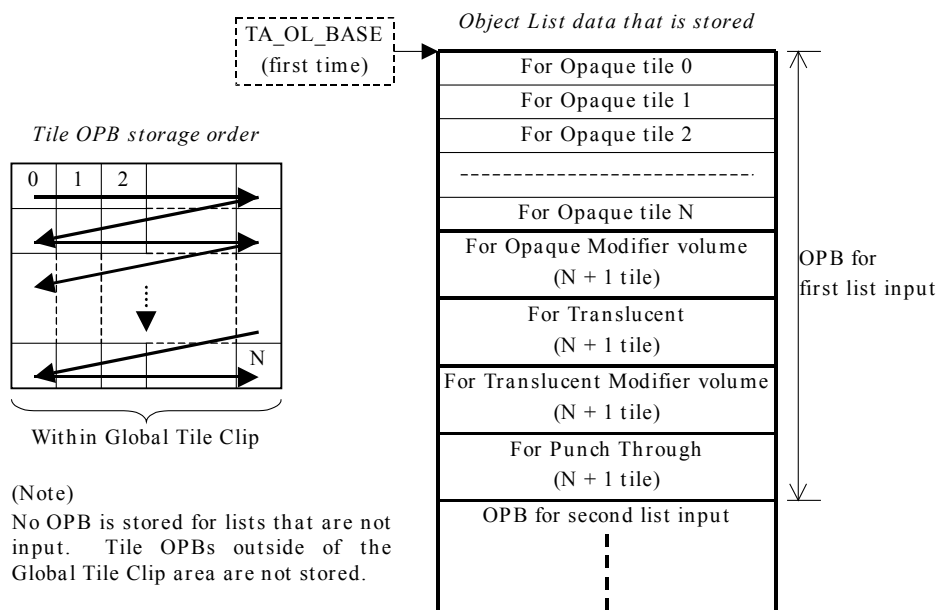 Object List data that is stored
TA_OL_BASE
(first time)
For Opaque tile 0
For Opaque tile 1
For Opaque tile 2
For Opaque tile N
For Opaque Modifier volume
(N + 1 tile)
For Translucent
(N + 1 tile)
For Translucent Modifier volume
(N + 1 tile)
For Punch Through
(N + 1 tile)
OPB for second list input
OPB for
first list input
Tile OPB storage order
0 1 2
N
Within Global Tile Clip
(Note)
No OPB is stored for lists that are not
input. Tile OPBs outside of the
Global Tile Clip area are not stored.